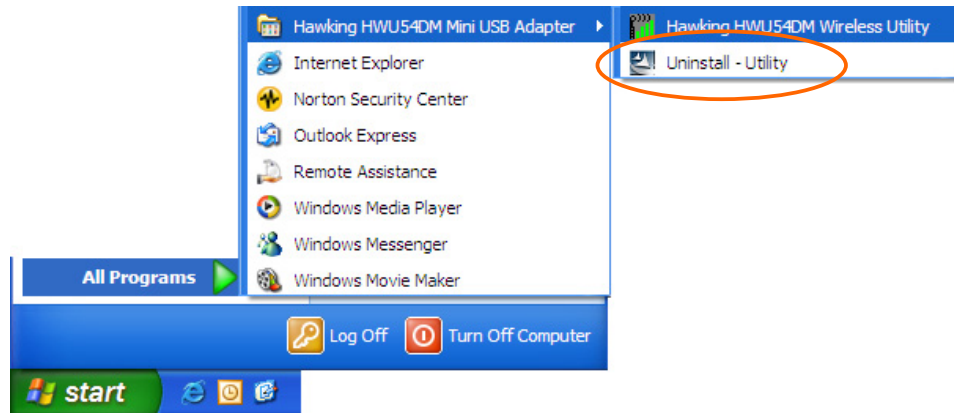 Hawking HWU54DM Mini USB Adapter
Internet Explorer
Norton Security Center
Outlook Express
Remote Assistance
Windows Media Player
Windows Messenger
Windows Movie Maker
Hawking HWU54DM Wireless Utility
Uninstall - Utility
All Programs
Log Off
Turn Off Computer
start